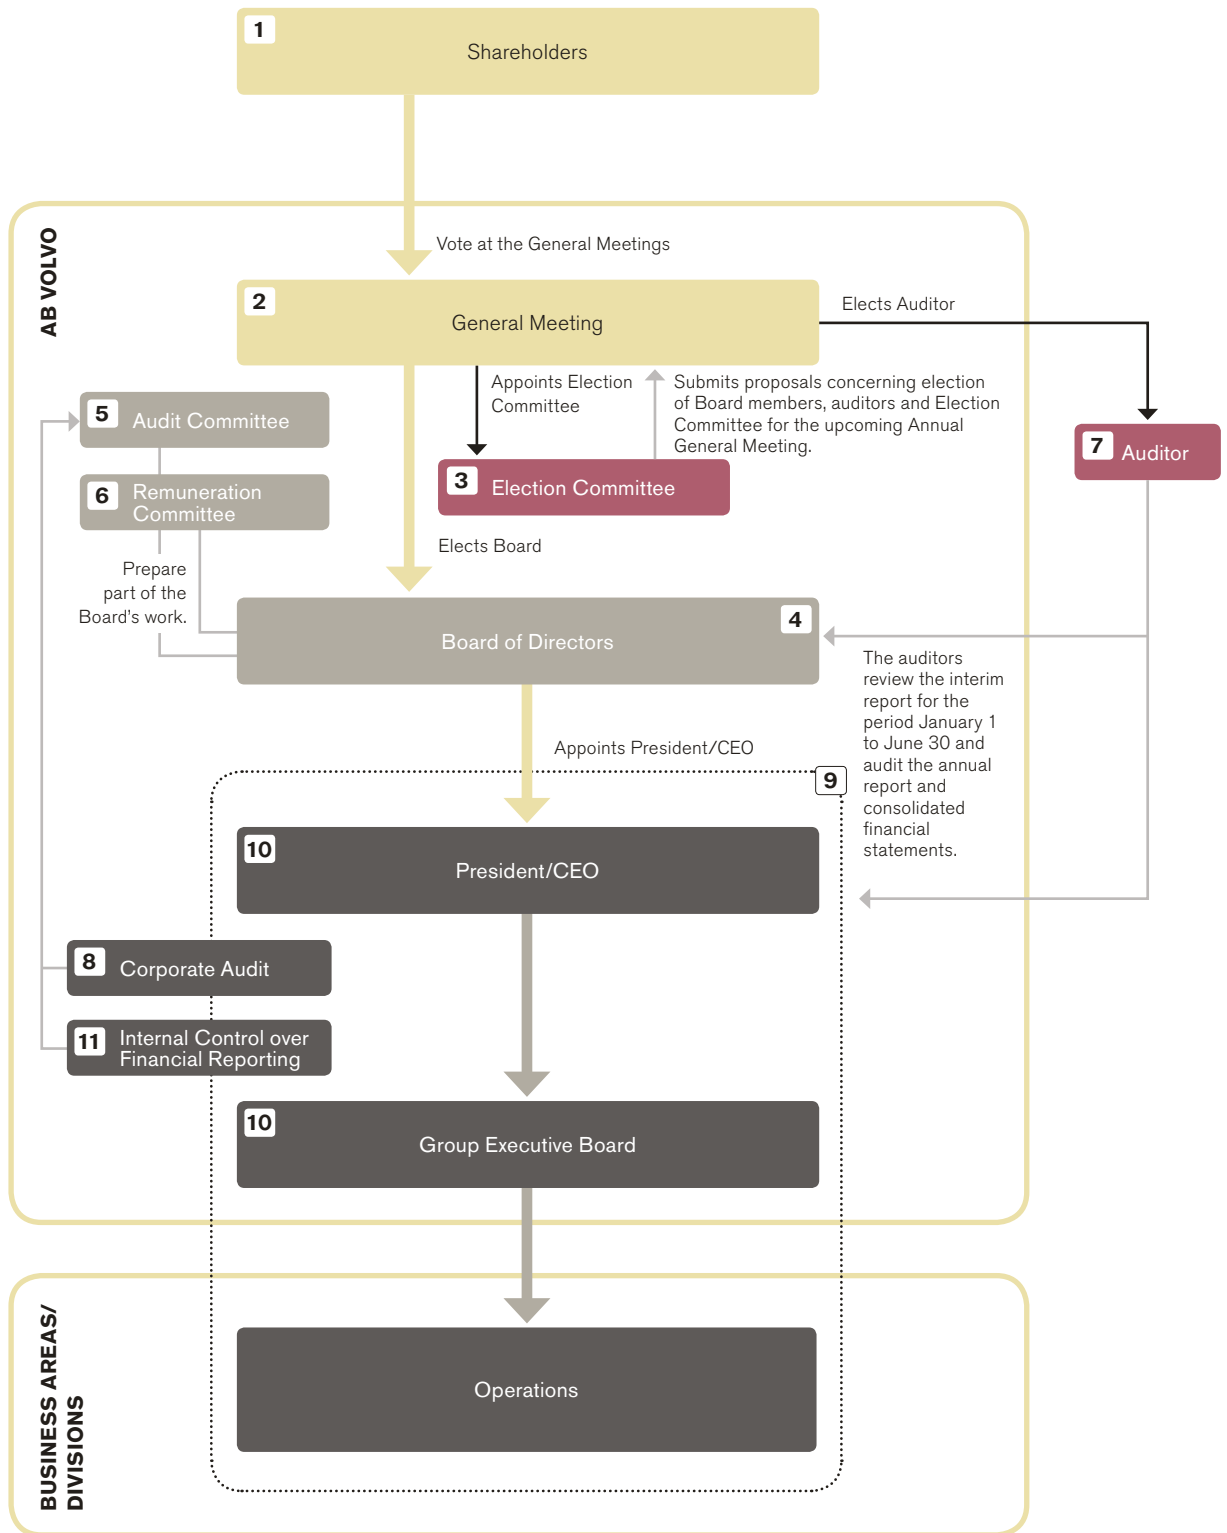 1
Shareholders
AB VOLVO
Vote at the General Meetings
2
General Meeting
Elects Auditor
Appoints Election
Committee
Submits proposals concerning election
of Board members, auditors and Election
Committee for the upcoming Annual
General Meeting.
5
Audit Committee
7
Auditor
6
Remuneration
Committee
3
Election Committee
Elects Board
Prepare
part of the
Board's work.
4
Board of Directors
The auditors
review the interim
report for the
period January 1
to June 30 and
audit the annual
report and
consolidated
financial
statements.
Appoints President/CEO
9
10
President/CEO
8
Corporate Audit
11
Internal Control over
Financial Reporting
10
Group Executive Board
BUSINESS AREAS/
DIVISIONS
Operations